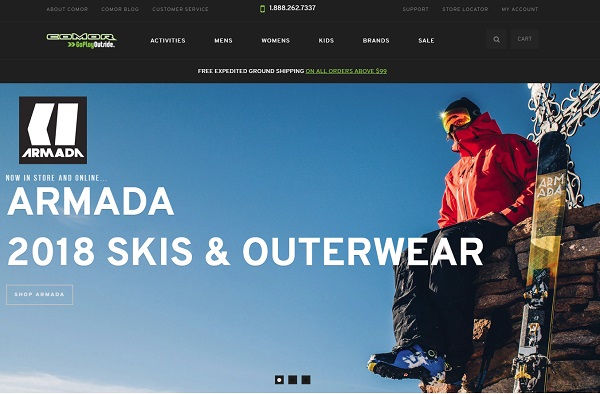 ABOUT COMOR COMOR BLOG CUSTOMER SERVICE 1.888.262.7337 SUPPORT STORE LOCATOR MY ACCOUNT
COMOR
>>GoPlayOutside.
ACTIVITIES MENS WOMENS KIDS BRANDS SALE CART
FREE EXPEDITED GROUND SHIPPING ON ALL ORDERS ABOVE $99
ARMADA
NOW IN STORE AND ONLINE...
ARMADA
2018 SKIS & OUTERWEAR
SHOP ARMADA
ARM
ADA